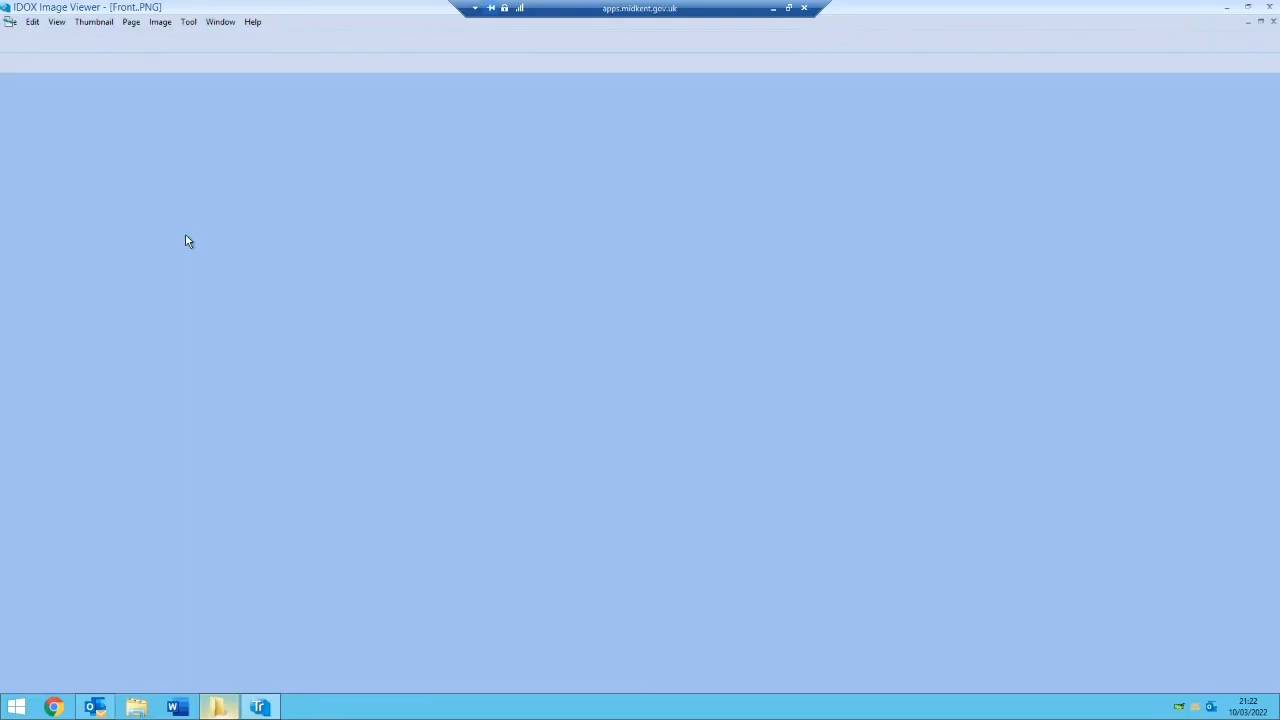 IDOX Image Viewer - [Front..PNG]
apps.midkent.gov.uk
Edit View Thumbnail Page Image Tool Window Help
Tr
21:22
10/03/2022